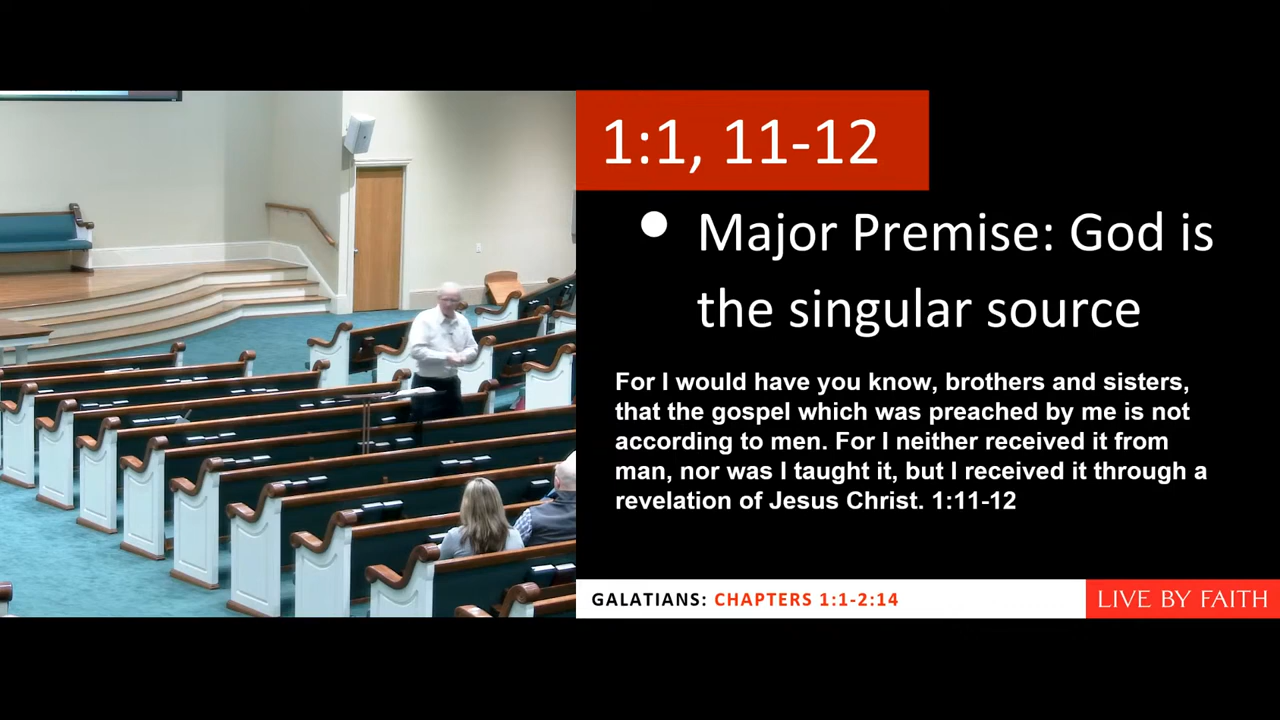 1:1, 11-12
• Major Premise: God is
the singular source
For I would have you know, brothers and sisters,
that the gospel which was preached by me is not
according to men. For I neither received it from
man, nor was I taught it, but I received it through a
revelation of Jesus Christ. 1:11-12
GALATIANS: CHAPTERS 1:1-2:14
LIVE BY FAITH